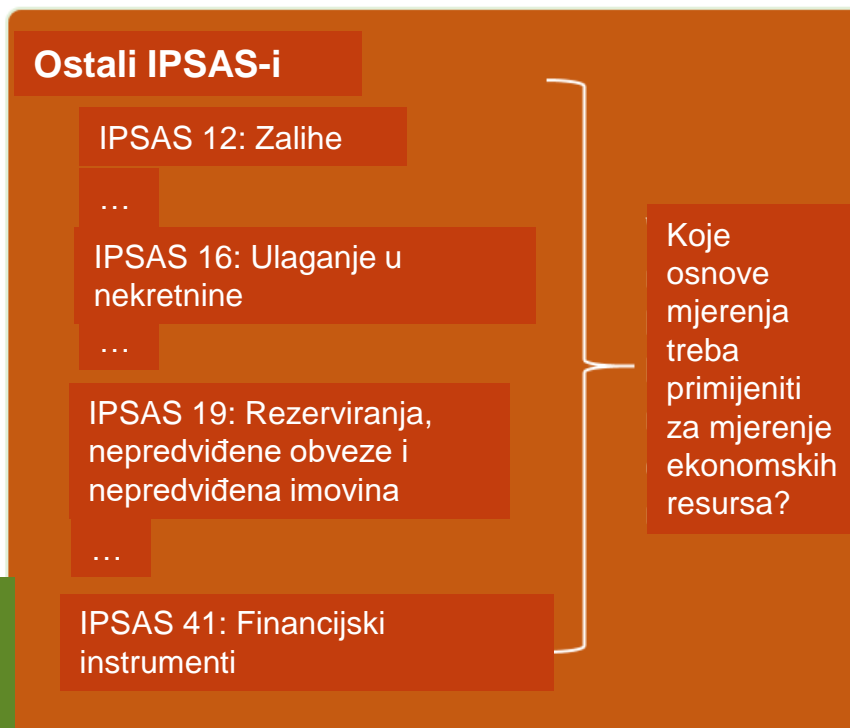 Ostali IPSAS-i
IPSAS 12: Zalihe
…
IPSAS 16: Ulaganje u
nekretnine
…
IPSAS 19: Rezerviranja,
nepredviđene obveze i
nepredviđena imovina
…
IPSAS 41: Financijski
instrumenti
Koje
osnove
mjerenja
treba
primijeniti
za mjerenje
ekonomskih
resursa?